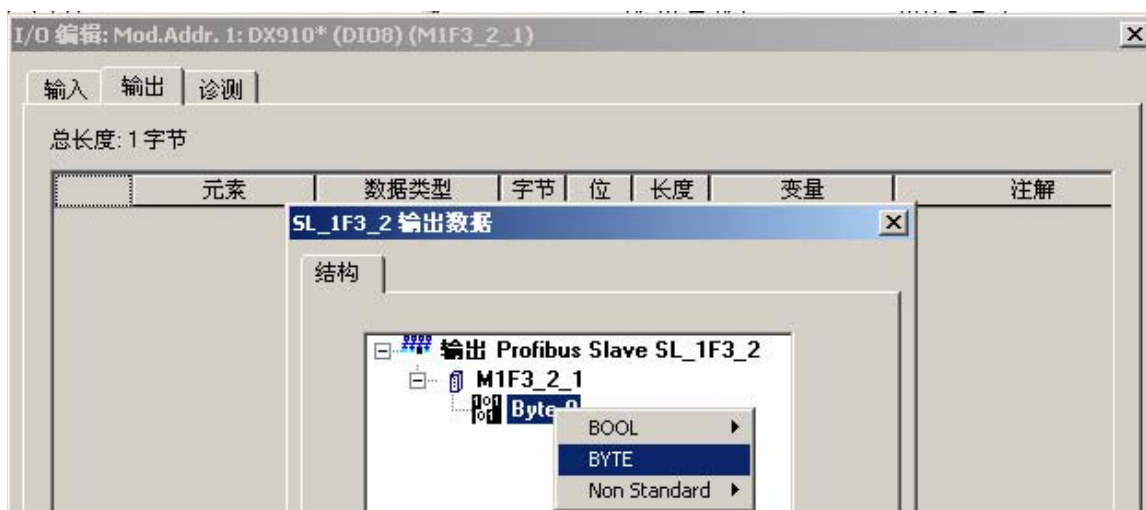 I/O 编辑: Mod.Addr. 1: DX910* (DIO8) (M1F3_2_1)
输入 输出 诊测
总长度: 1 字节
元素 数据类型 字节 位 长度 变量 注解
SL_1F3_2 输出数据
结构
输出 Profibus Slave SL_1F3_2
M1F3_2_1
Byte
BOOL
BYTE
Non Standard